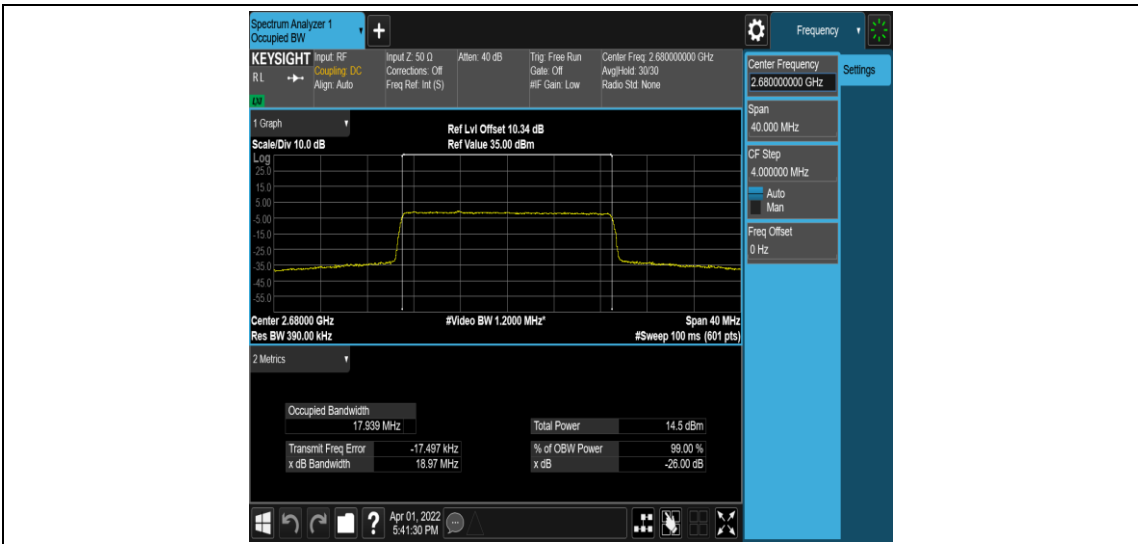 Spectrum Analyzer 1
Occupied BW
+
Frequency
KEYSIGHT
RL
LXI
Input: RF
Coupling: DC
Align: Auto
Input Z: 50 Ω
Corrections: Off
Freq Ref: Int (S)
Atten: 40 dB
Trig: Free Run
Gate: Off
#IF Gain: Low
Center Freq: 2.680000000 GHz
Avg|Hold: 30/30
Radio Std: None
Center Frequency
2.680000000 GHz
Settings
Span
40.000 MHz
CF Step
4.000000 MHz
Auto
Man
Freq Offset
0 Hz
1 Graph
Ref Lvl Offset 10.34 dB
Scale/Div 10.0 dB
Ref Value 35.00 dBm
Log
25.0
15.0
5.00
-5.00
-15.0
-25.0
-35.0
-45.0
-55.0
Center 2.68000 GHz
#Video BW 1.2000 MHz*
Span 40 MHz
Res BW 390.00 kHz
#Sweep 100 ms (601 pts)
2 Metrics
Occupied Bandwidth
17.939 MHz
Total Power 14.5 dBm
Transmit Freq Error -17.497 kHz
% of OBW Power 99.00 %
x dB Bandwidth 18.97 MHz
x dB -26.00 dB
?
Apr 01, 2022
5:41:30 PM